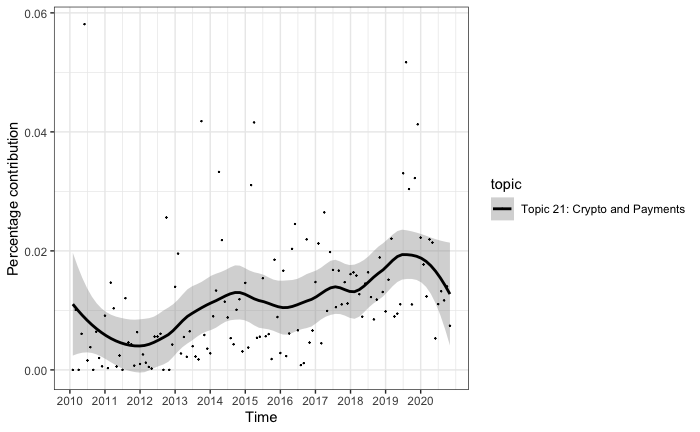 0.06
0.04
0.02
0.00
Percentage contribution
2010 2011 2012 2013 2014 2015 2016 2017 2018 2019 2020
Time
topic
Topic 21: Crypto and Payments